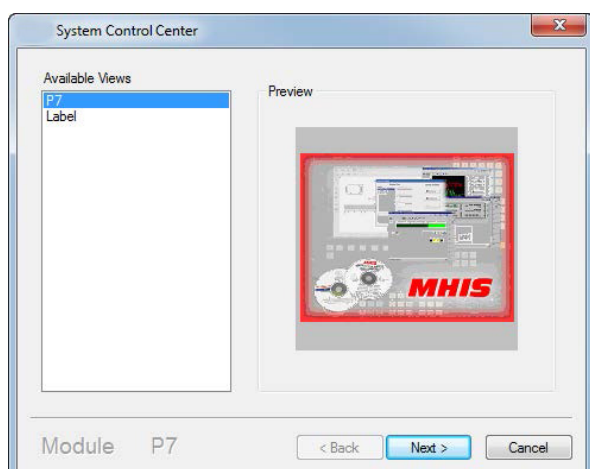 System Control Center
Available Views
P7
Label
Preview
MHIS
Module P7
< Back
Next >
Cancel